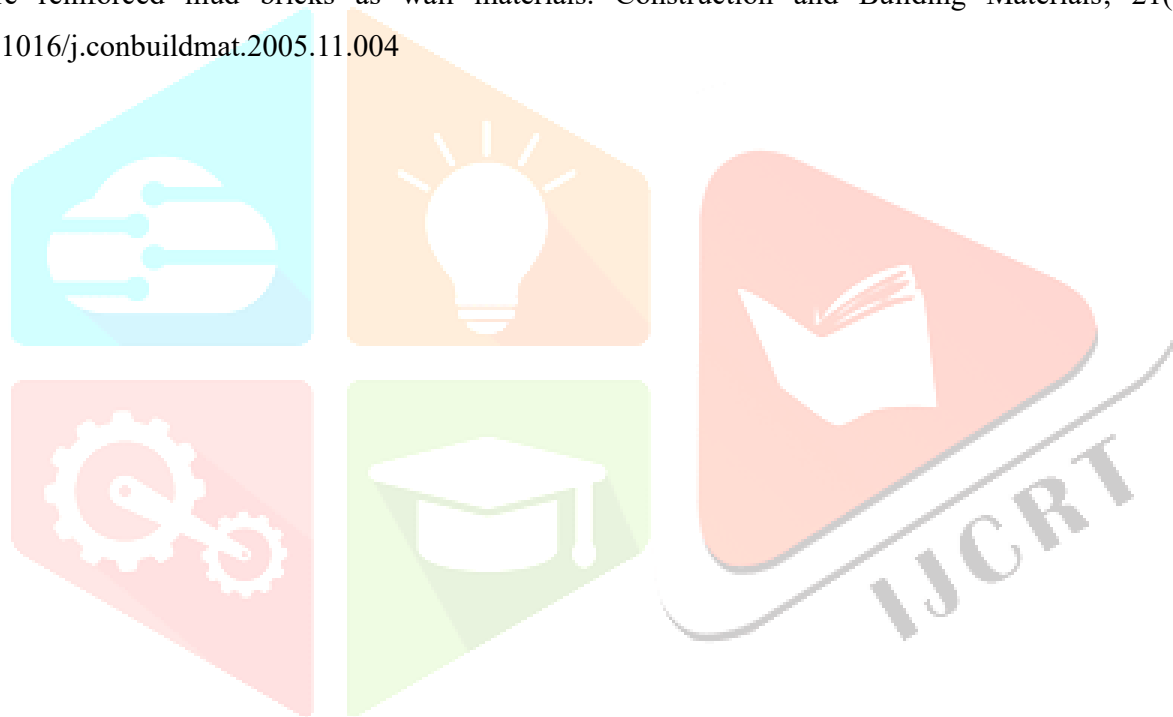 reinforced mud bricks as wall materials. Construction and Building Materials, 21(
1016/j.conbuildmat.2005.11.004
IJCRT